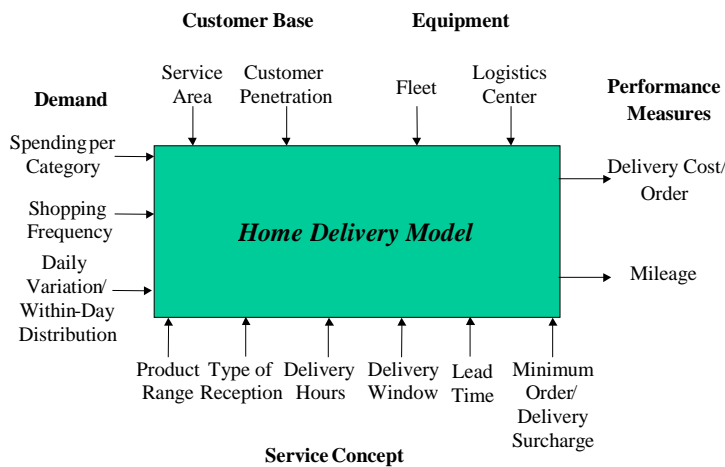 Customer Base
Equipment
Service
Area
Customer
Penetration
Fleet
Logistics
Center
Performance
Measures
Demand
Spending per
Category
Shopping
Frequency
Daily
Variation/
Within-Day
Distribution
Home Delivery Model
Delivery Cost/
Order
Mileage
Product
Range
Type of
Reception
Delivery
Hours
Delivery
Window
Lead
Time
Minimum
Order/
Delivery
Surcharge
Service Concept